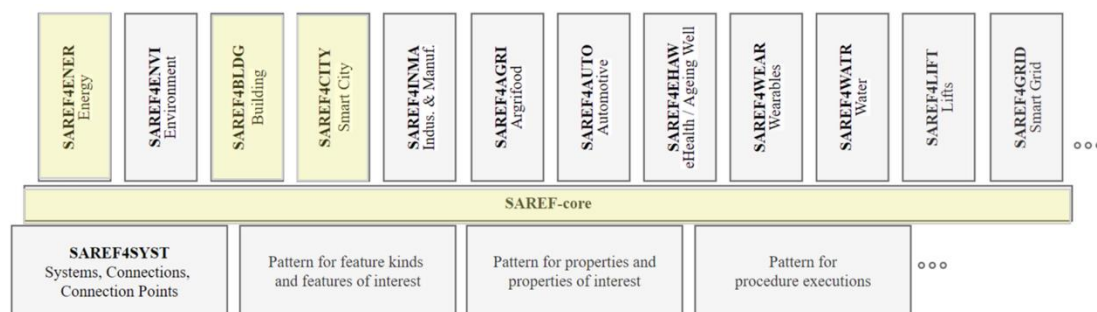 SAREF4ENER
Energy
SAREF4ENVI
Environment
SAREF4BLDG
Building
SAREF4CITY
Smart City
SAREF4INMA
Indus. & Manuf.
SAREF4AGRI
Argrifood
SAREF4AUTO
Automotive
SAREF4EHAW
eHealth / Ageing Well
SAREF4WEAR
Wearables
SAREF4WATR
Water
SAREF4LIFT
Lifts
SAREF4GRID
Smart Grid
SAREF-core
SAREF4SYST
Systems, Connections,
Connection Points
Pattern for feature kinds
and features of interest
Pattern for properties and
properties of interest
Pattern for
procedure executions